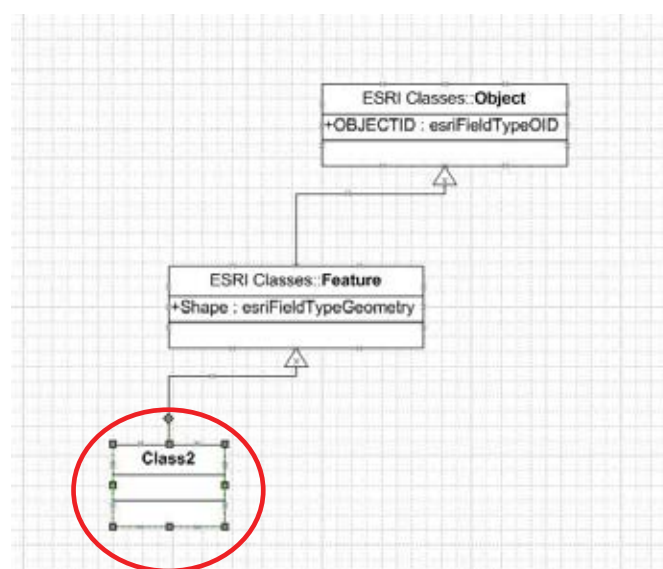 ESRI Classes::Object
+OBJECTID : esriFieldTypeOID
ESRI Classes::Feature
+Shape : esriFieldTypeGeometry
Class2